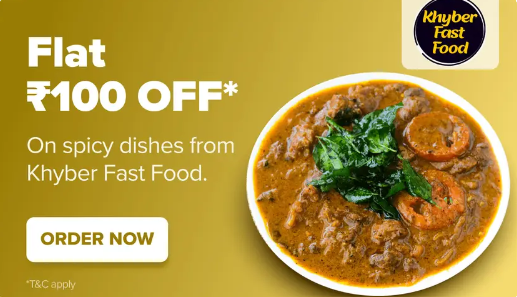 Khyber
Fast
Food
Flat
₹100 OFF*
On spicy dishes from
Khyber Fast Food.
ORDER NOW
*T&C apply